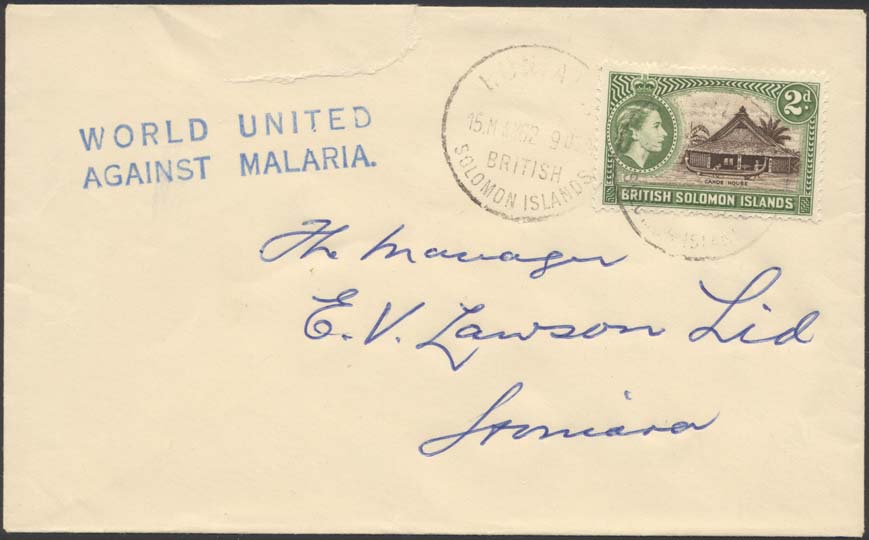 WORLD UNITED
AGAINST MALARIA.
BRITISH
SOLOMON ISLANDS
2d
CANOE HOUSE
BRITISH SOLOMON ISLANDS
The Manager
E. V. Lawson Ltd
Honiara